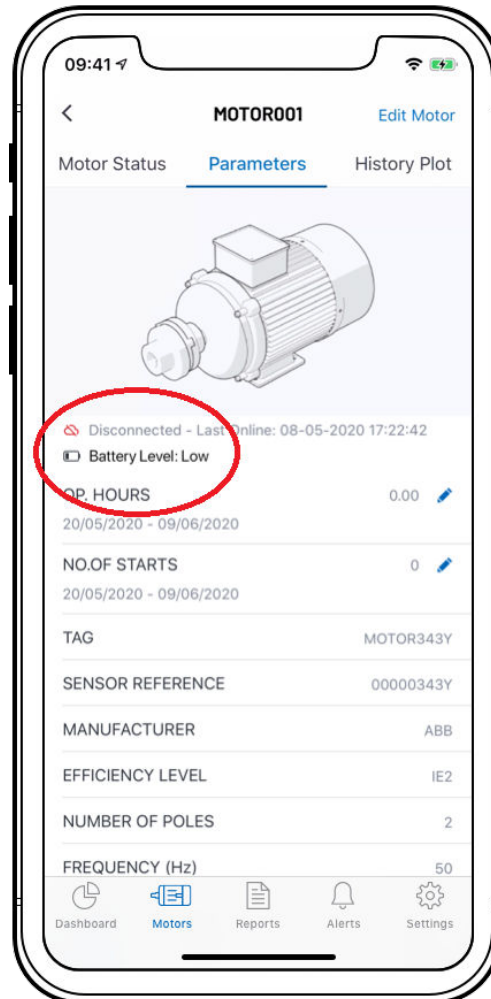 09:41
MOTOR001
Edit Motor
Motor Status Parameters History Plot
Disconnected - Last Online: 08-05-2020 17:22:42
Battery Level: Low
OP. HOURS 0.00
20/05/2020 - 09/06/2020
NO.OF STARTS 0
20/05/2020 - 09/06/2020
TAG MOTOR343Y
SENSOR REFERENCE 00000343Y
MANUFACTURER ABB
EFFICIENCY LEVEL IE2
NUMBER OF POLES 2
FREQUENCY (Hz) 50
Dashboard Motors Reports Alerts Settings